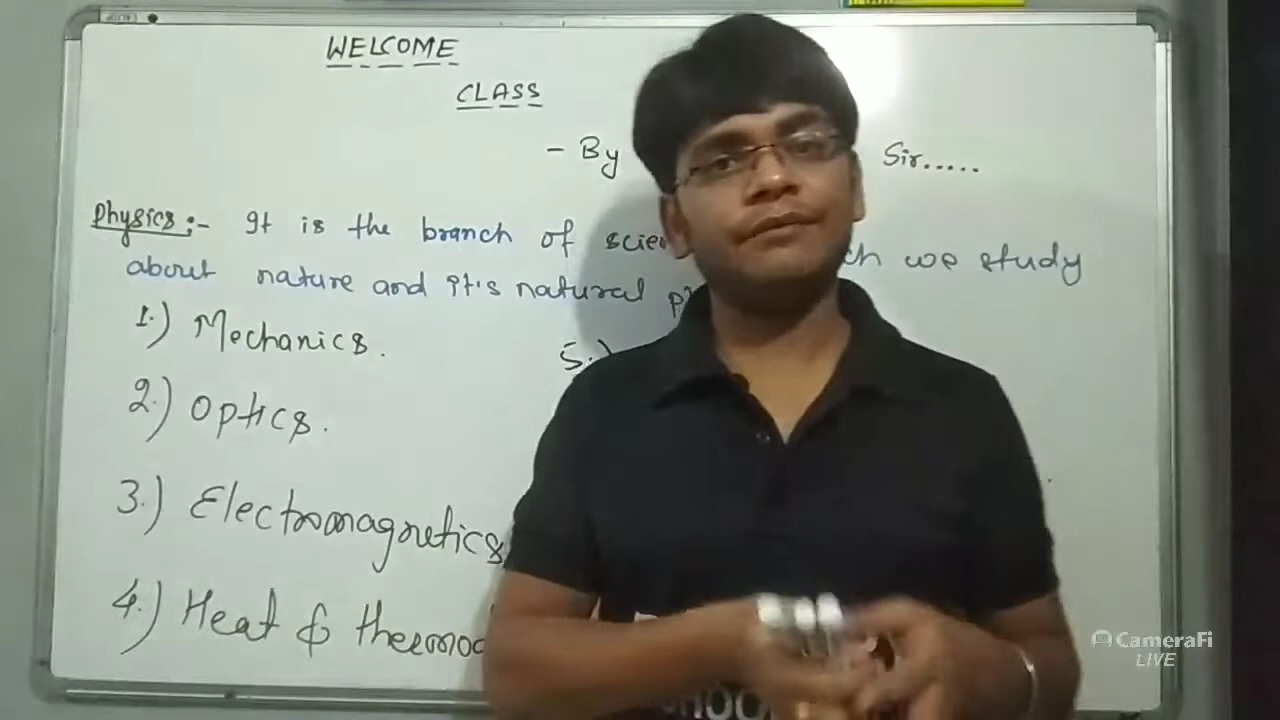 WELCOME
CLASS
- By Sir.....
Physics :- It is the branch of scien ch we study
about nature and it's natural p
1.) Mechanics.
5.)
2.) Optics.
3.) Electromagnetics
4.) Heat & thermod
CameraFi
LIVE